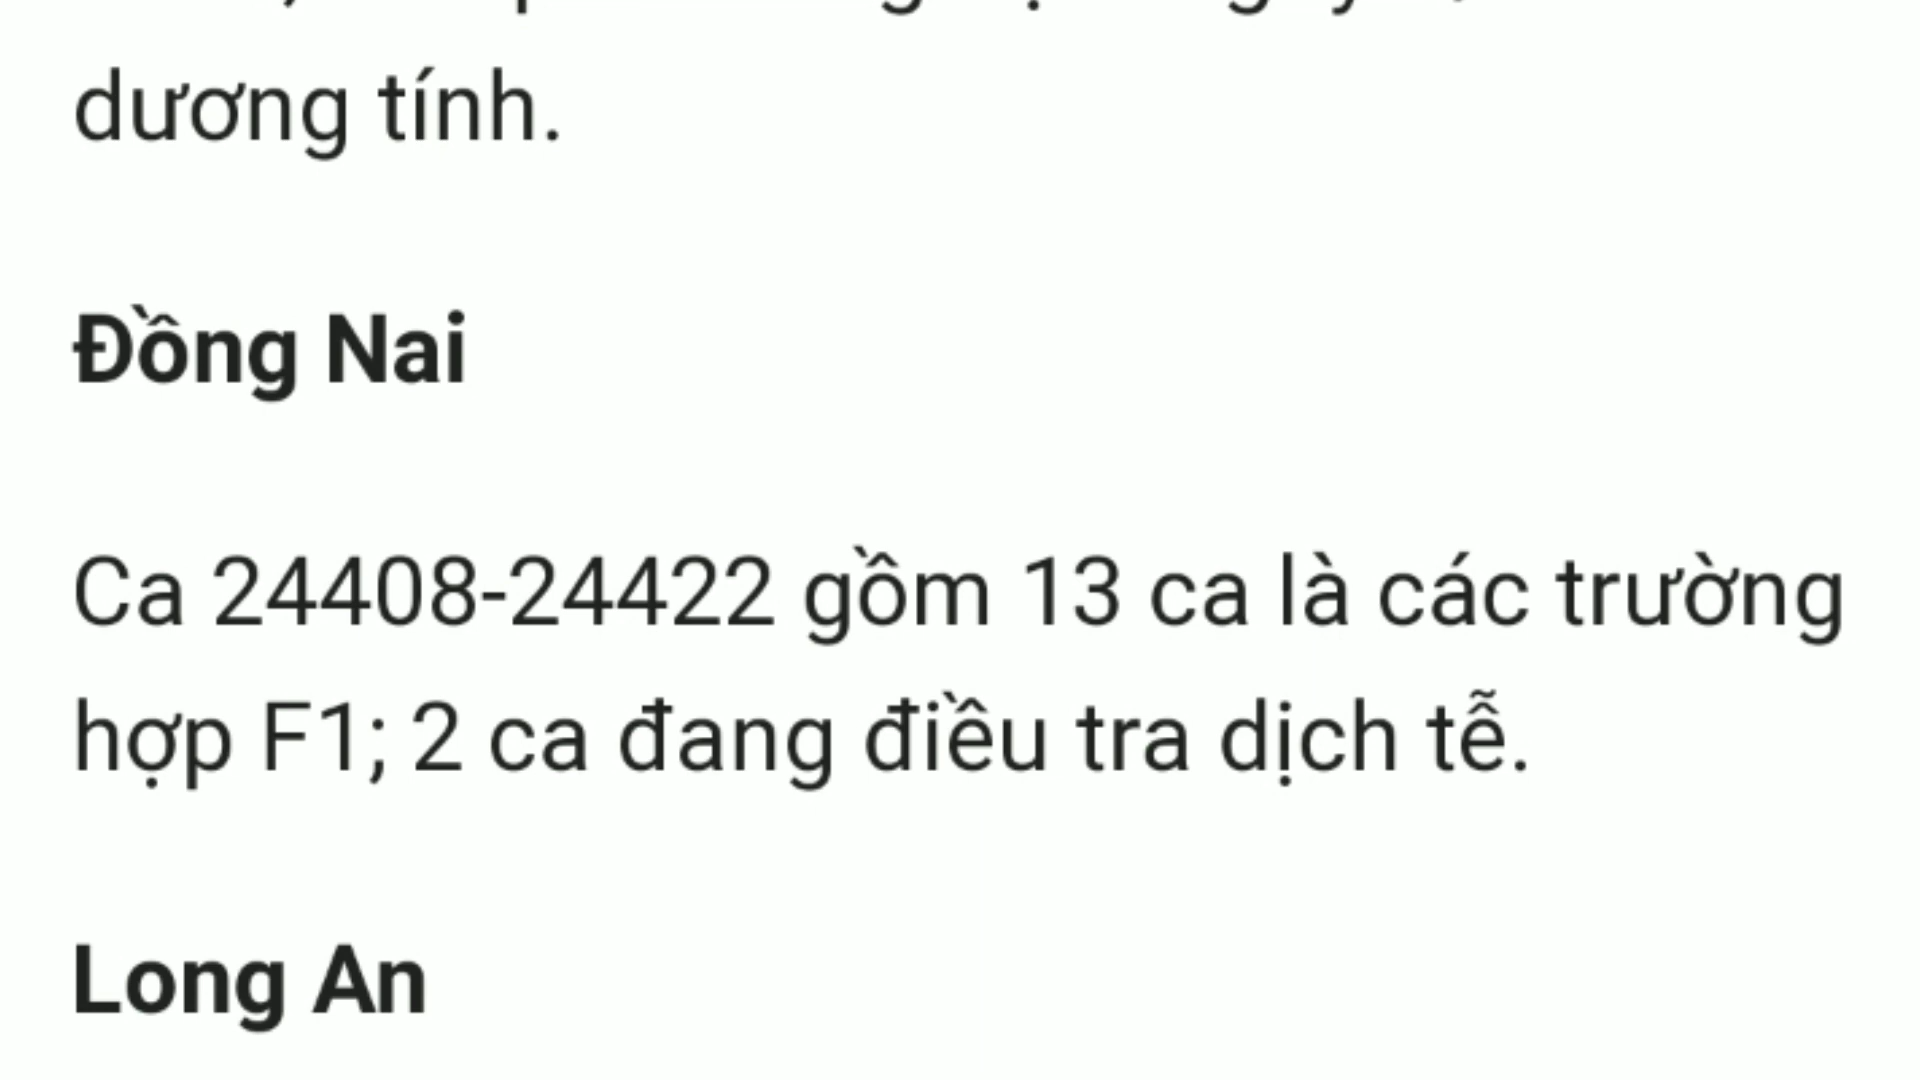 dương tính.
Đồng Nai
Ca 24408-24422 gồm 13 ca là các trường
hợp F1; 2 ca đang điều tra dịch tễ.
Long An